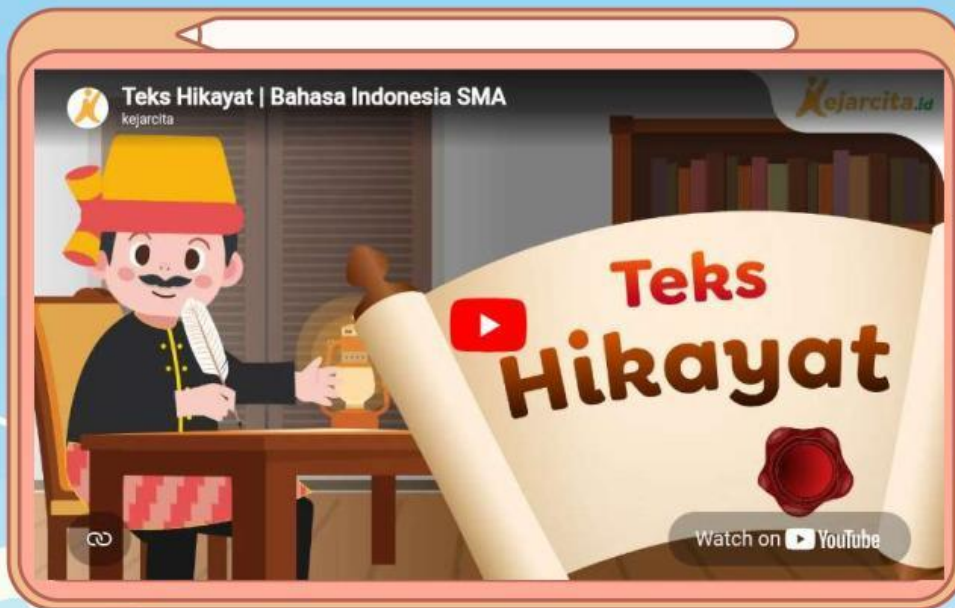 Teks Hikayat | Bahasa Indonesia SMA
kejarcita
Kejarcita.id
Teks
Hikayat
Watch on YouTube